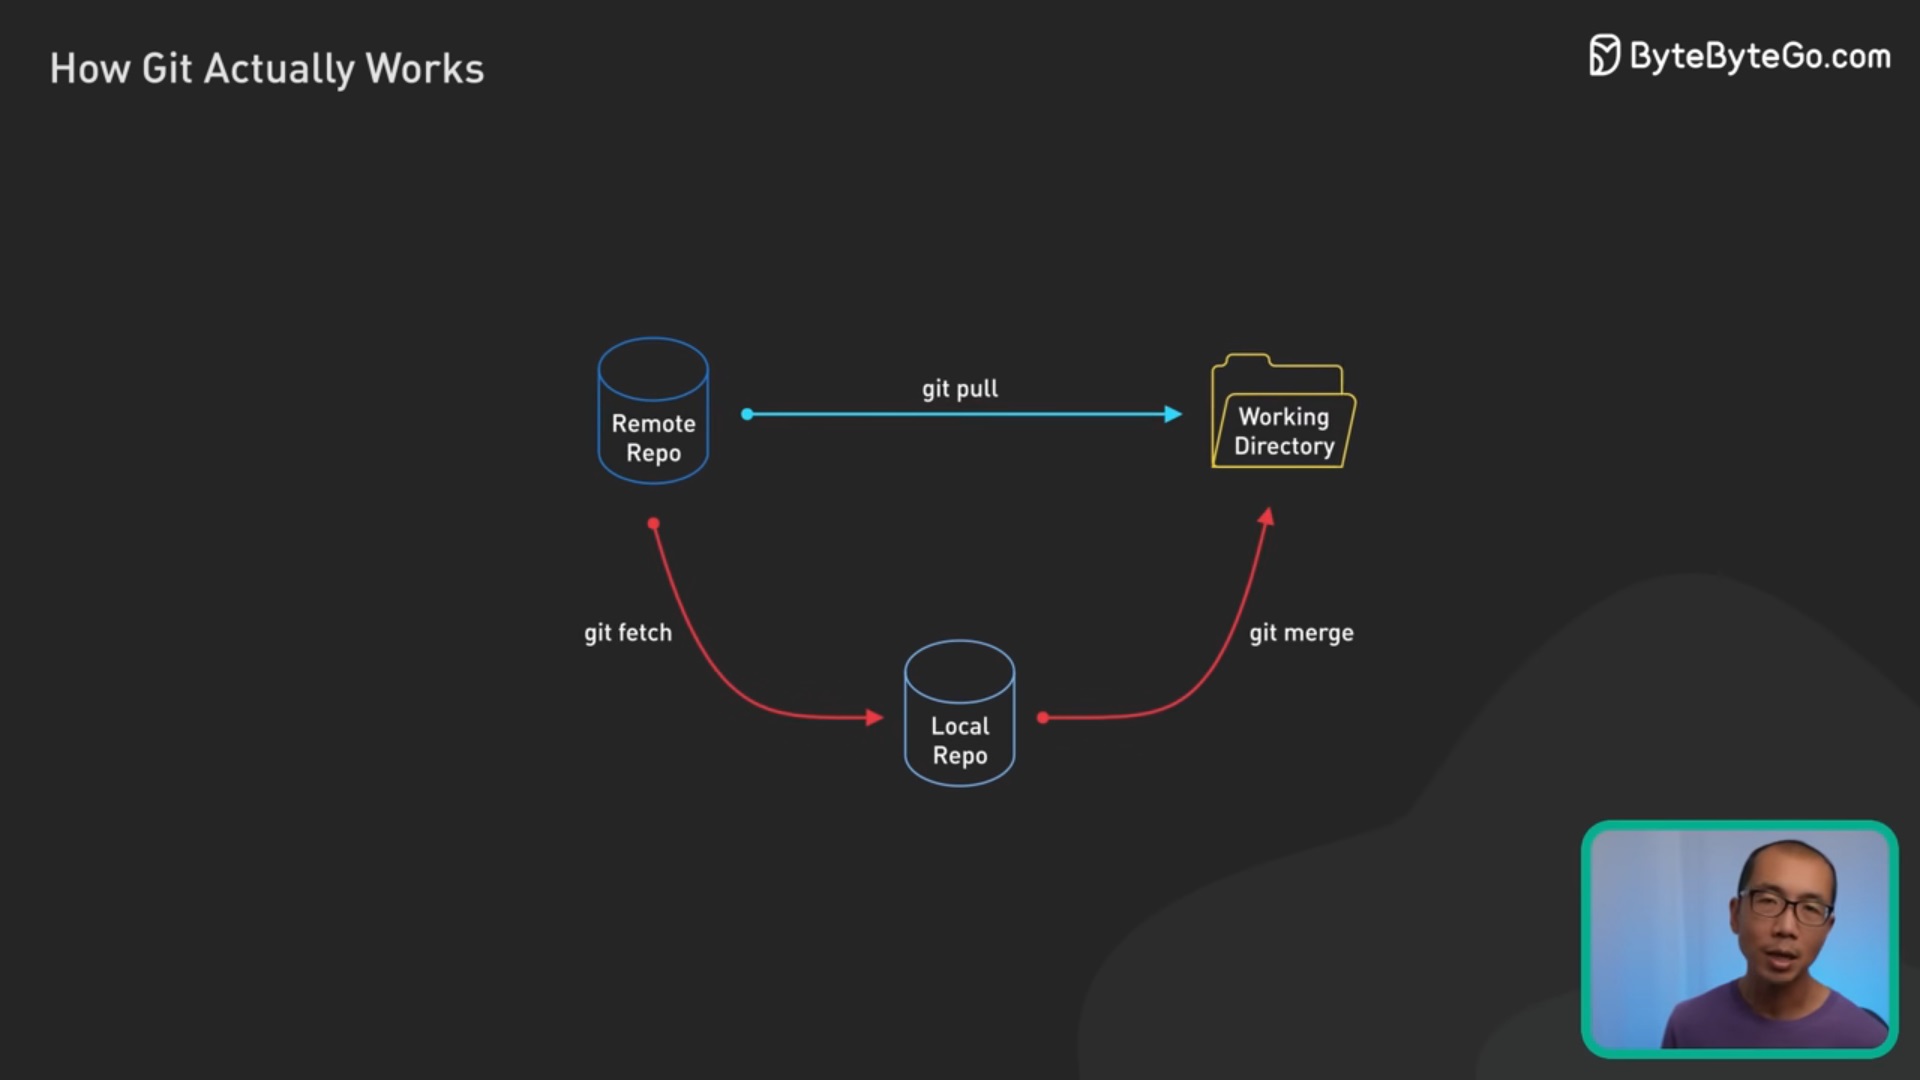 How Git Actually Works
ByteByteGo.com
git pull
Remote
Repo
Working
Directory
git fetch
git merge
Local
Repo